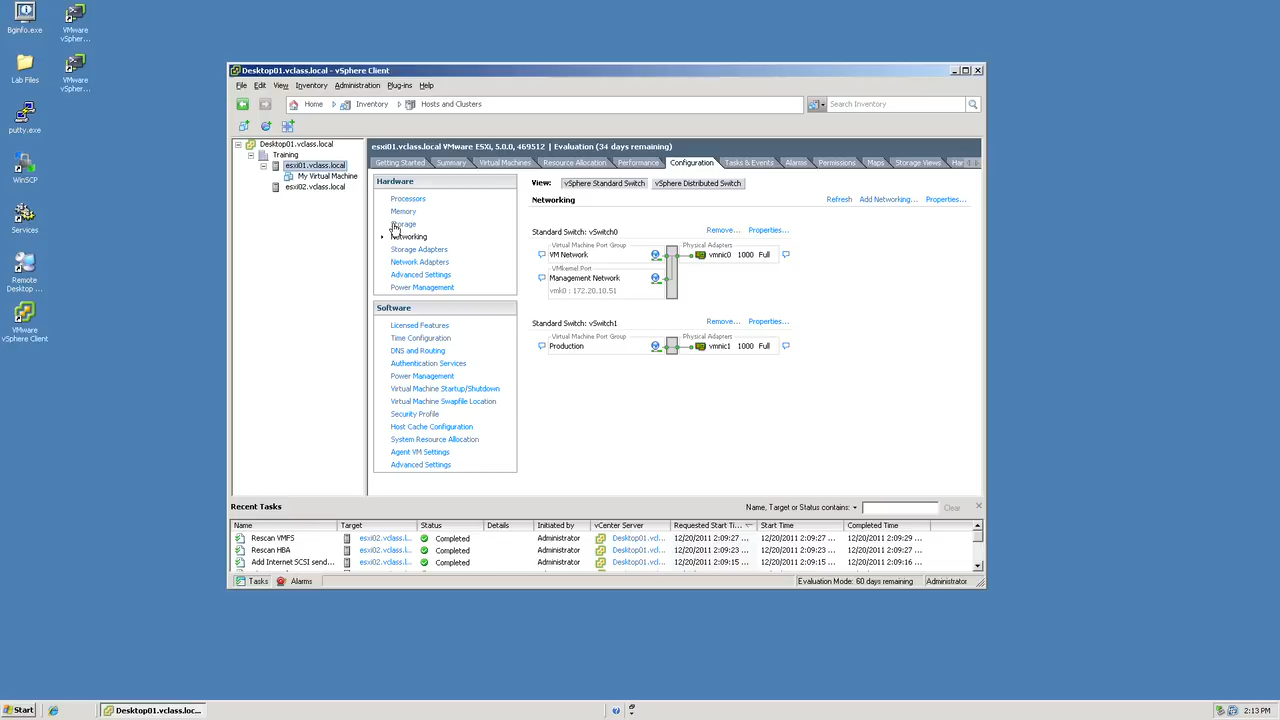 Bginfo.exe
VMware vSpher...
Lab Files
VMware vSpher...
putty.exe
WinSCP
Services
Remote Desktop ...
VMware vSphere Client
Desktop01.vclass.local - vSphere Client
File Edit View Inventory Administration Plug-ins Help
Home Inventory Hosts and Clusters
Search Inventory
Desktop01.vclass.local
Training
esxi01.vclass.local
My Virtual Machine
esxi02.vclass.local
esxi01.vclass.local VMware ESXi, 5.0.0, 469512 | Evaluation (34 days remaining)
Getting Started Summary Virtual Machines Resource Allocation Performance Configuration Tasks & Events Alarms Permissions Maps Storage Views Har
Hardware
Processors
Memory
Storage
Networking
Storage Adapters
Network Adapters
Advanced Settings
Power Management
Software
Licensed Features
Time Configuration
DNS and Routing
Authentication Services
Power Management
Virtual Machine Startup/Shutdown
Virtual Machine Swapfile Location
Security Profile
Host Cache Configuration
System Resource Allocation
Agent VM Settings
Advanced Settings
View: vSphere Standard Switch vSphere Distributed Switch
Networking Refresh Add Networking... Properties...
Standard Switch: vSwitch0 Remove... Properties...
Virtual Machine Port Group Physical Adapters
VM Network vmnic0 1000 Full
VMkernel Port
Management Network
vmk0 : 172.20.10.51
Standard Switch: vSwitch1 Remove... Properties...
Virtual Machine Port Group Physical Adapters
Production vmnic1 1000 Full
Recent Tasks Name, Target or Status contains: Clear
Name Target Status Details Initiated by vCenter Server Requested Start Ti... Start Time Completed Time
Rescan VMFS esxi02.vclass.l... Completed Administrator Desktop01.vcl... 12/20/2011 2:09:27 ... 12/20/2011 2:09:27 ... 12/20/2011 2:09:29 ...
Rescan HBA esxi02.vclass.l... Completed Administrator Desktop01.vcl... 12/20/2011 2:09:23 ... 12/20/2011 2:09:23 ... 12/20/2011 2:09:27 ...
Add Internet SCSI send... esxi02.vclass.l... Completed Administrator Desktop01.vcl... 12/20/2011 2:09:15 ... 12/20/2011 2:09:15 ... 12/20/2011 2:09:16 ...
Tasks Alarms Evaluation Mode: 60 days remaining Administrator
Start Desktop01.vclass.loc... 2:13 PM